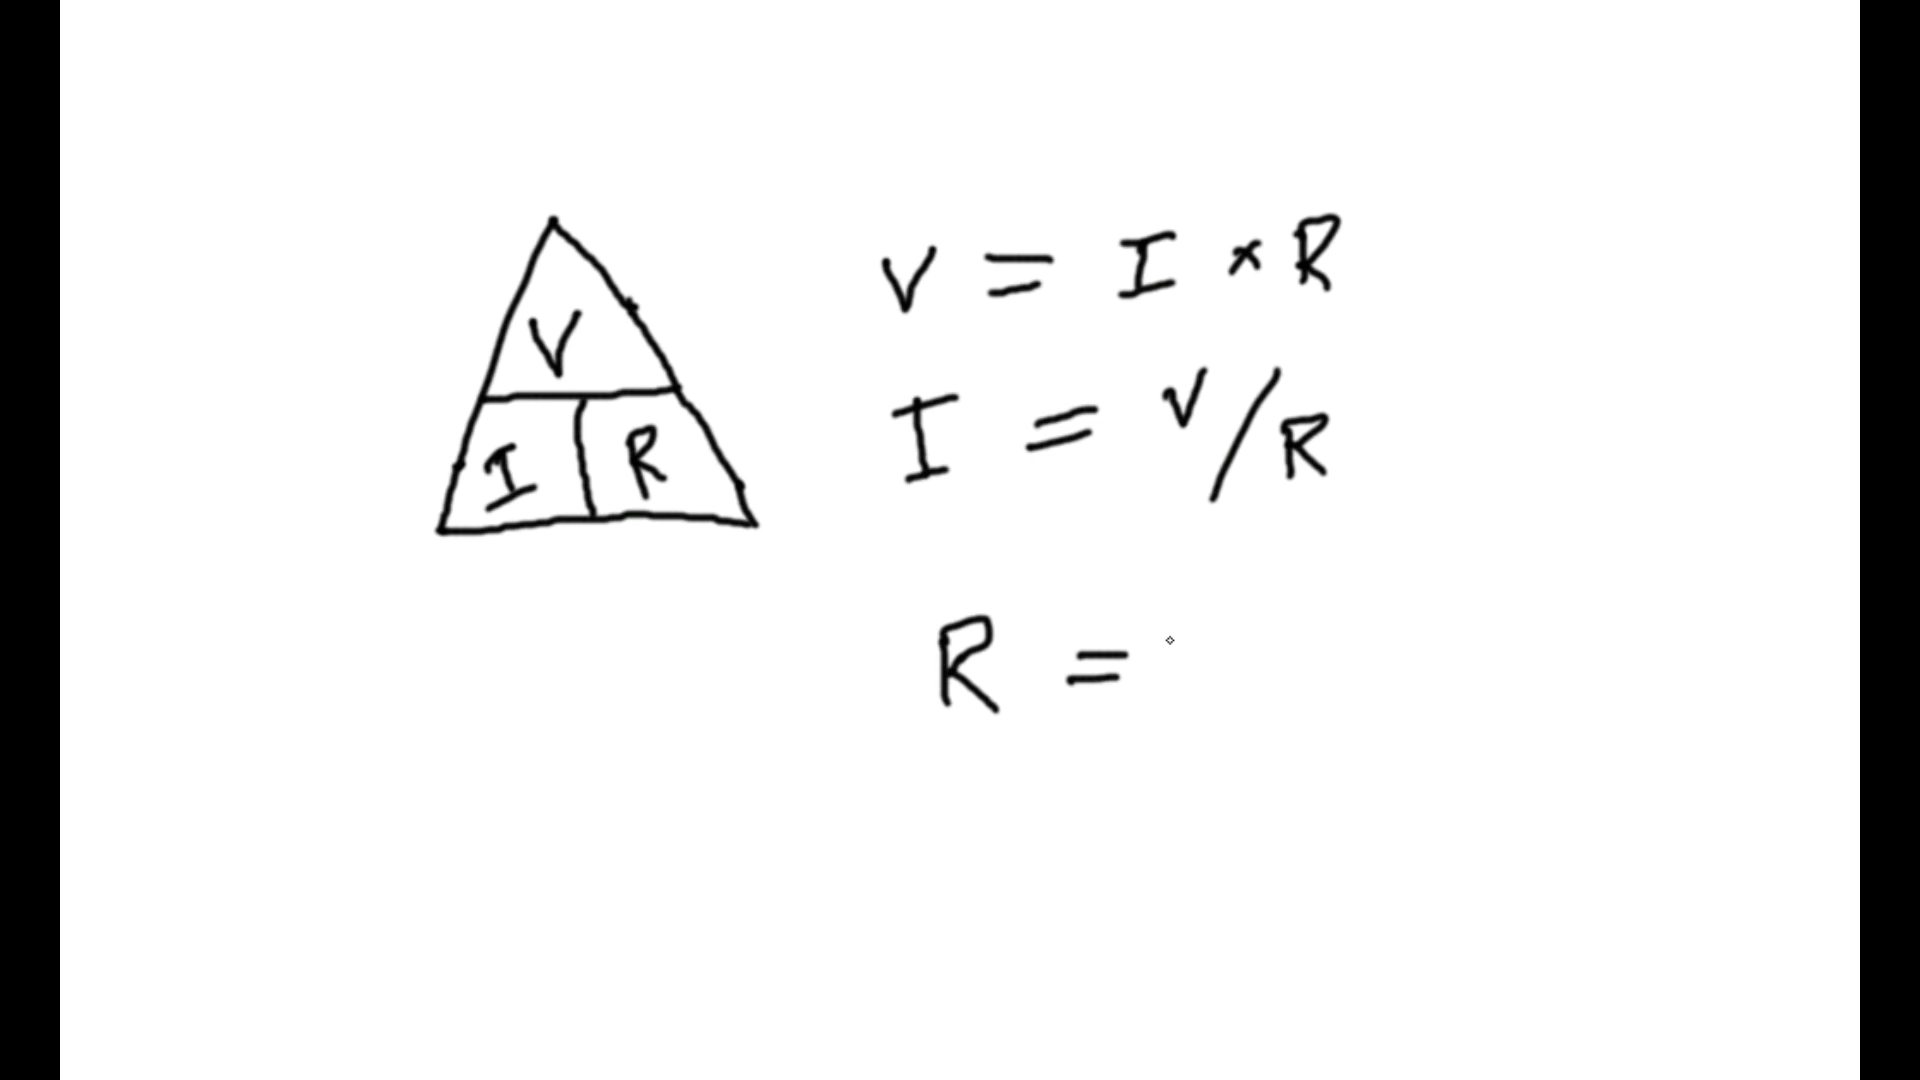 V
I R
V = I × R
I = V/R
R =